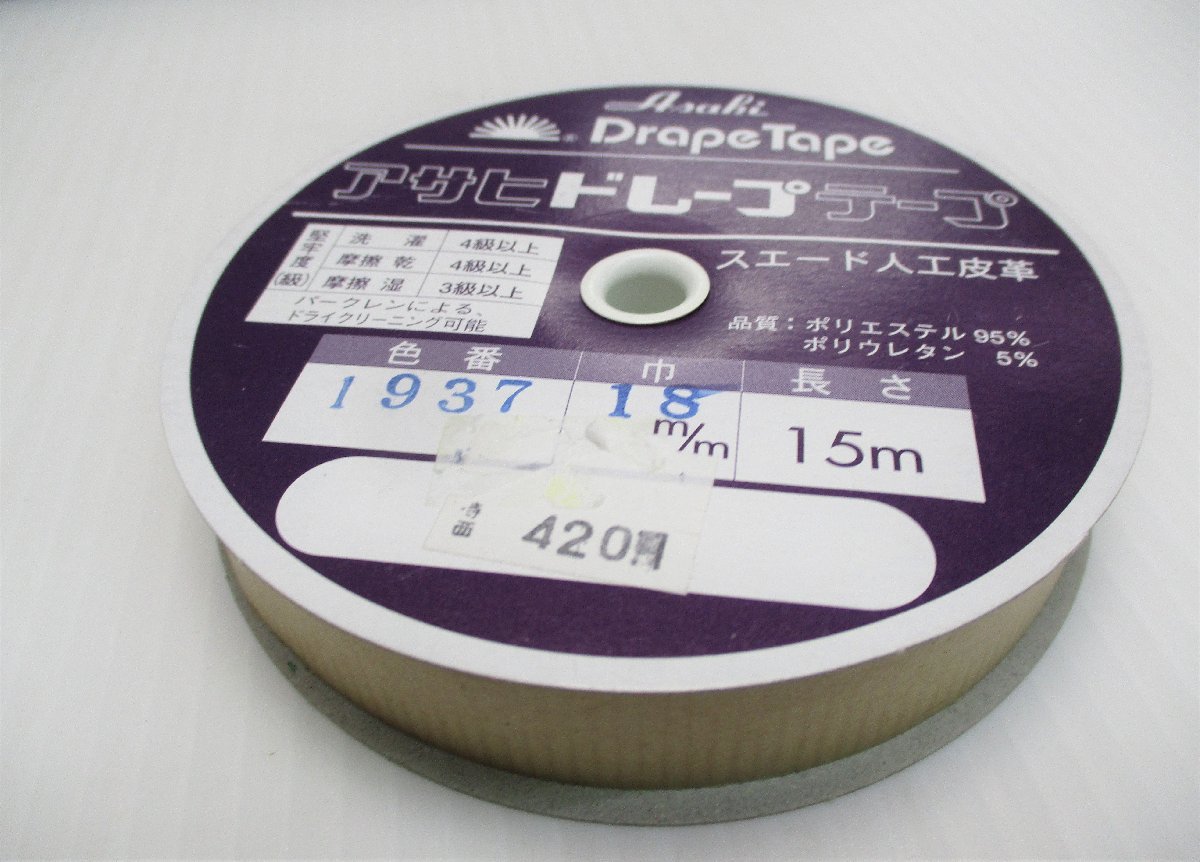 Asahi
DrapeTape
®
アサヒドレープテープ
スエード人工皮革
堅牢度(級)
洗濯 4級以上
摩擦 乾 4級以上
摩擦 湿 3級以上
パークレンによる、
ドライクリーニング可能
品質：ポリエステル 95%
ポリウレタン 5%
色番 巾 長さ
1937 18 m/m 15m
特価 420円